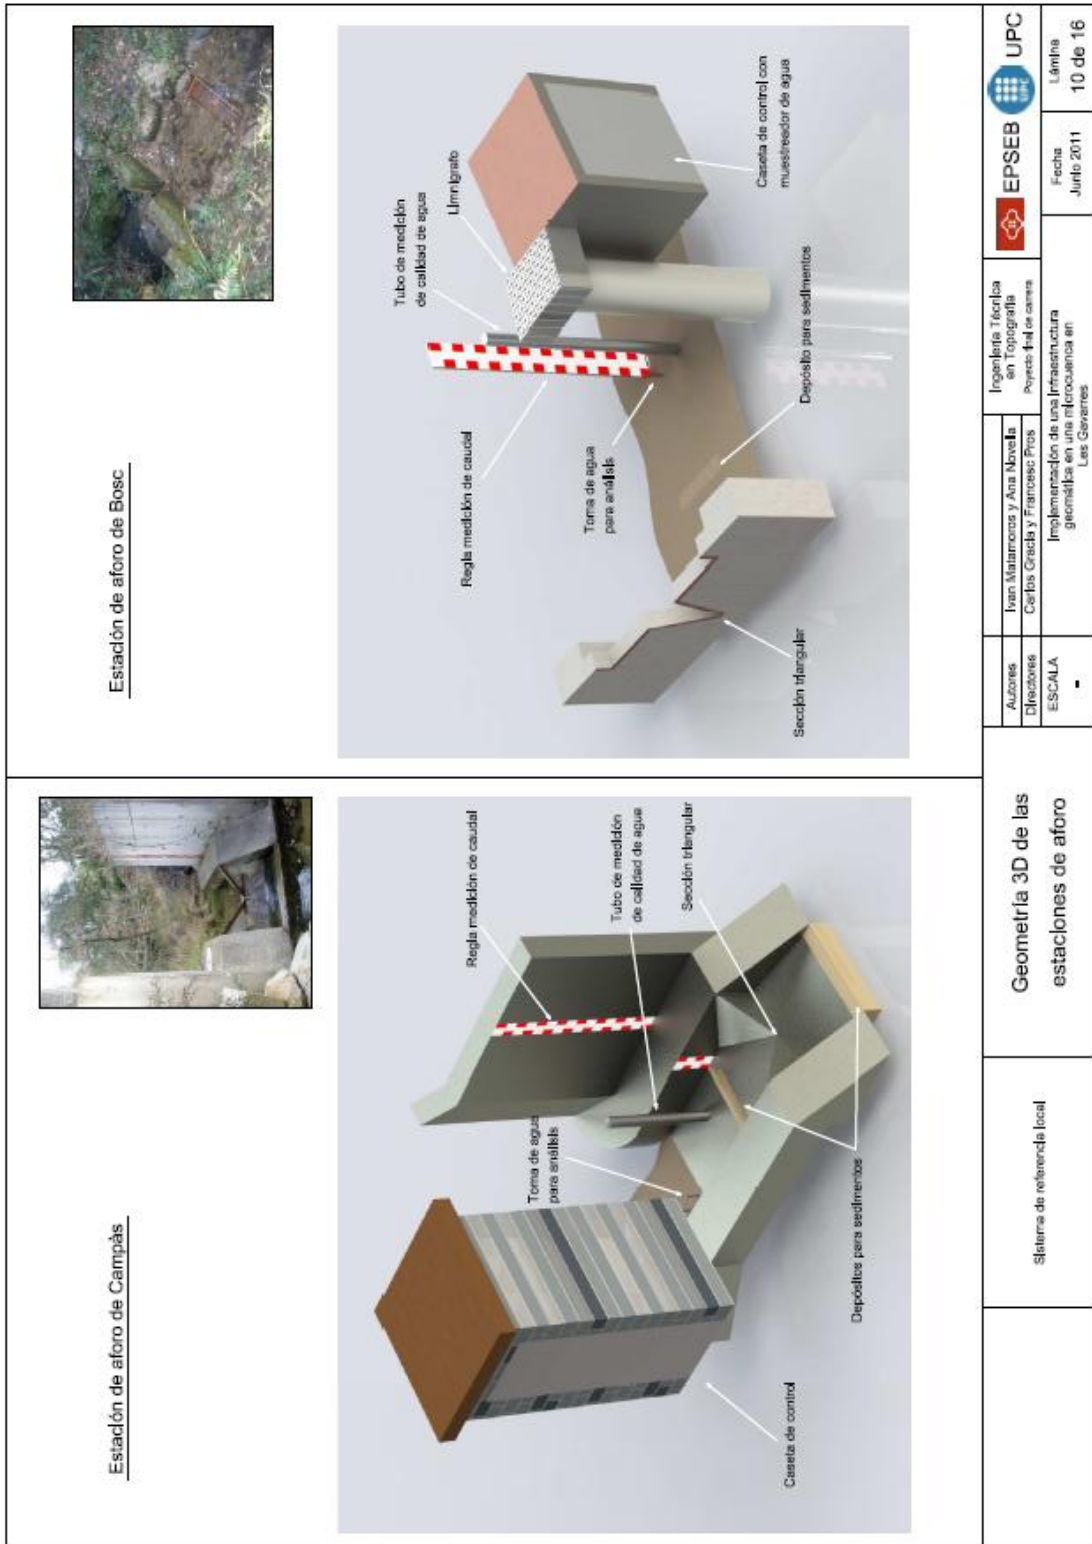 Estación de aforo de Campàs
Regla medición de caudal
Toma de agua
para análisis
Tubo de medición
de calidad de agua
Sección triangular
Caseta de control
Depósitos para sedimentos
Estación de aforo de Bosc
Tubo de medición
de calidad de agua
Limnígrafo
Regla medición de caudal
Toma de agua
para análisis
Caseta de control con
muestreador de agua
Depósito para sedimentos
Sección triangular
Sistema de referencia local
Geometría 3D de las
estaciones de aforo
Autores
Ivan Matamoros y Ana Novella
Directores
Carlos Gracia y Francesc Pros
ESCALA
-
Implementación de una infraestructura
geomática en una microcuenca en
Les Gavarres
Ingeniería Técnica
en Topografía
Poyecto final de carrera
EPSEB
UPC
UPC
Fecha
Junio 2011
Lámina
10 de 16